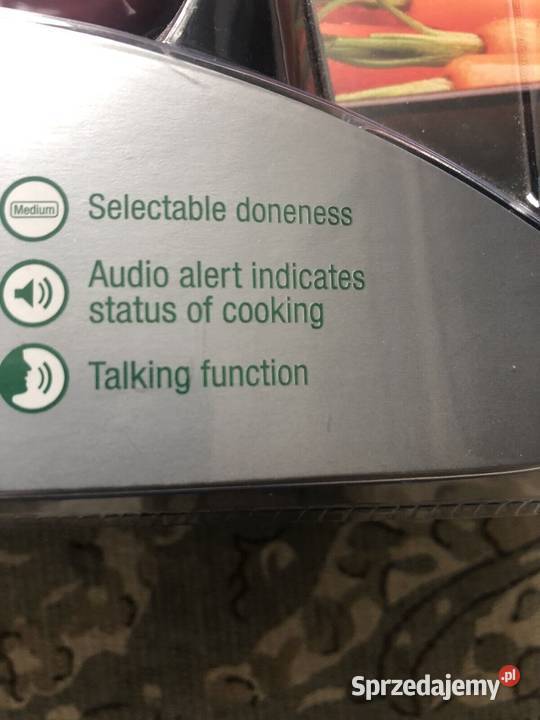 Medium
Selectable doneness
Audio alert indicates
status of cooking
Talking function
Sprzedajemy.pl